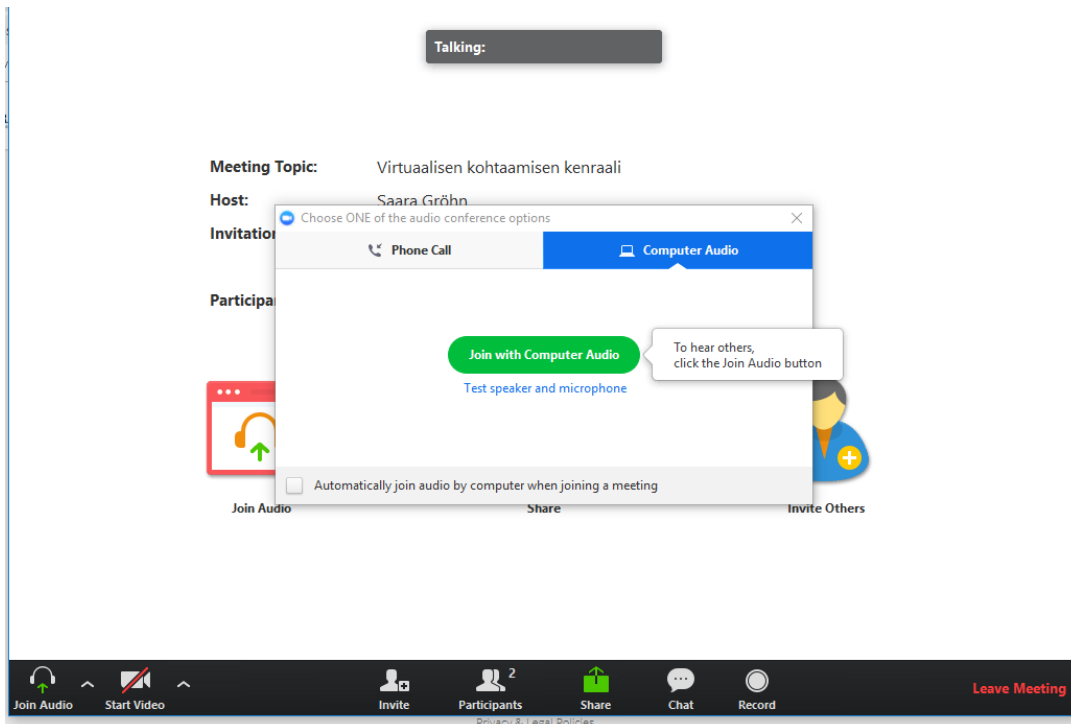 Talking:
Meeting Topic: Virtuaalisen kohtaamisen kenraali
Host: Saara Gröhn
Choose ONE of the audio conference options
Phone Call
Computer Audio
Join with Computer Audio
To hear others,
click the Join Audio button
Test speaker and microphone
Automatically join audio by computer when joining a meeting
Join Audio
Share
Invite Others
Join Audio
Start Video
Invite
Participants
2
Share
Chat
Record
Leave Meeting
Privacy & Legal Policies